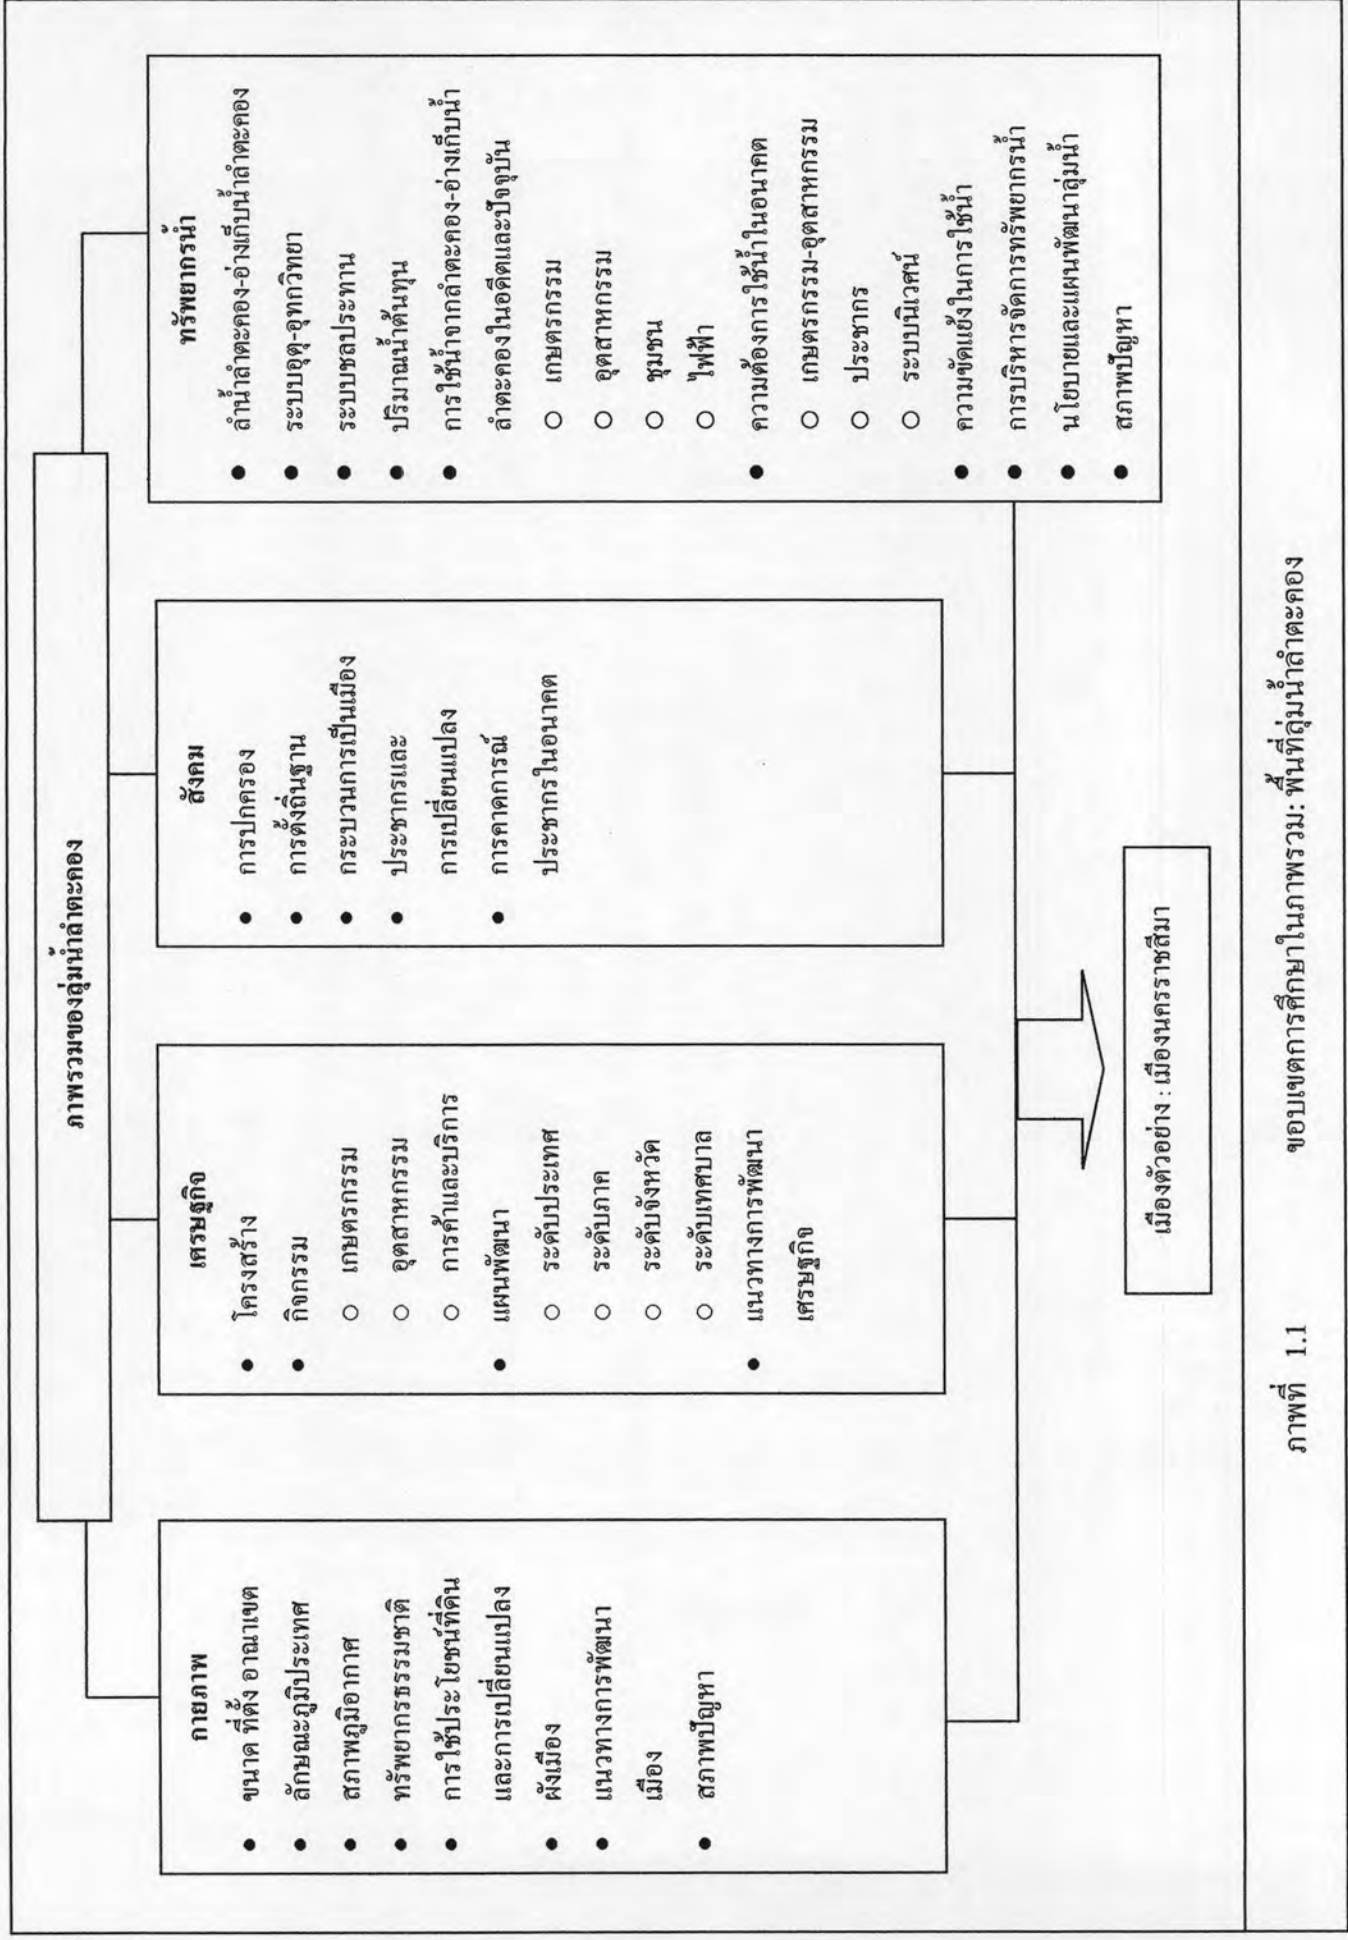 ภาพรวมของลุ่มน้ำลำตะคอง
กายภาพ
● ขนาด ที่ตั้ง อาณาเขต
● ลักษณะภูมิประเทศ
● สภาพภูมิอากาศ
● ทรัพยากรธรรมชาติ
● การใช้ประโยชน์ที่ดิน
และการเปลี่ยนแปลง
● ผังเมือง
● แนวทางการพัฒนา
เมือง
● สภาพปัญหา
เศรษฐกิจ
● โครงสร้าง
● กิจกรรม
○ เกษตรกรรม
○ อุตสาหกรรม
○ การค้าและบริการ
● แผนพัฒนา
○ ระดับประเทศ
○ ระดับภาค
○ ระดับจังหวัด
○ ระดับเทศบาล
● แนวทางการพัฒนา
เศรษฐกิจ
สังคม
● การปกครอง
● การตั้งถิ่นฐาน
● กระบวนการเป็นเมือง
● ประชากรและ
การเปลี่ยนแปลง
● การคาดการณ์
ประชากรในอนาคต
ทรัพยากรน้ำ
● ลำน้ำลำตะคอง-อ่างเก็บน้ำลำตะคอง
● ระบบอุตุ-อุทกวิทยา
● ระบบชลประทาน
● ปริมาณน้ำต้นทุน
● การใช้น้ำจากลำตะคอง-อ่างเก็บน้ำ
ลำตะคองในอดีตและปัจจุบัน
○ เกษตรกรรม
○ อุตสาหกรรม
○ ชุมชน
○ ไฟฟ้า
● ความต้องการใช้น้ำในอนาคต
○ เกษตรกรรม-อุตสาหกรรม
○ ประชากร
○ ระบบนิเวศน์
● ความขัดแย้งในการใช้น้ำ
● การบริหารจัดการทรัพยากรน้ำ
● นโยบายและแผนพัฒนาลุ่มน้ำ
● สภาพปัญหา
เมืองตัวอย่าง : เมืองนครราชสีมา
ภาพที่ 1.1 ขอบเขตการศึกษาในภาพรวม: พื้นที่ลุ่มน้ำลำตะคอง